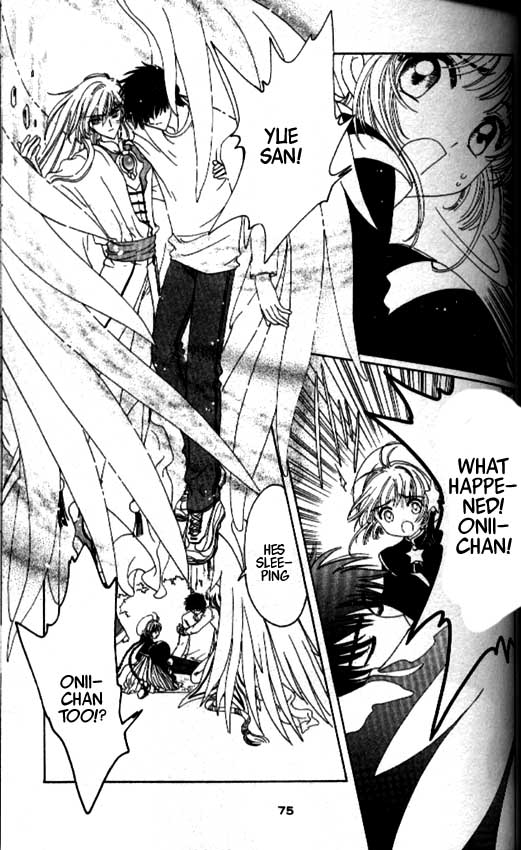 YUE
SAN!
WHAT
HAPPE-
NED!
ONII-
CHAN!
HES
SLEE-
PING
ONII-
CHAN
TOO!?
75